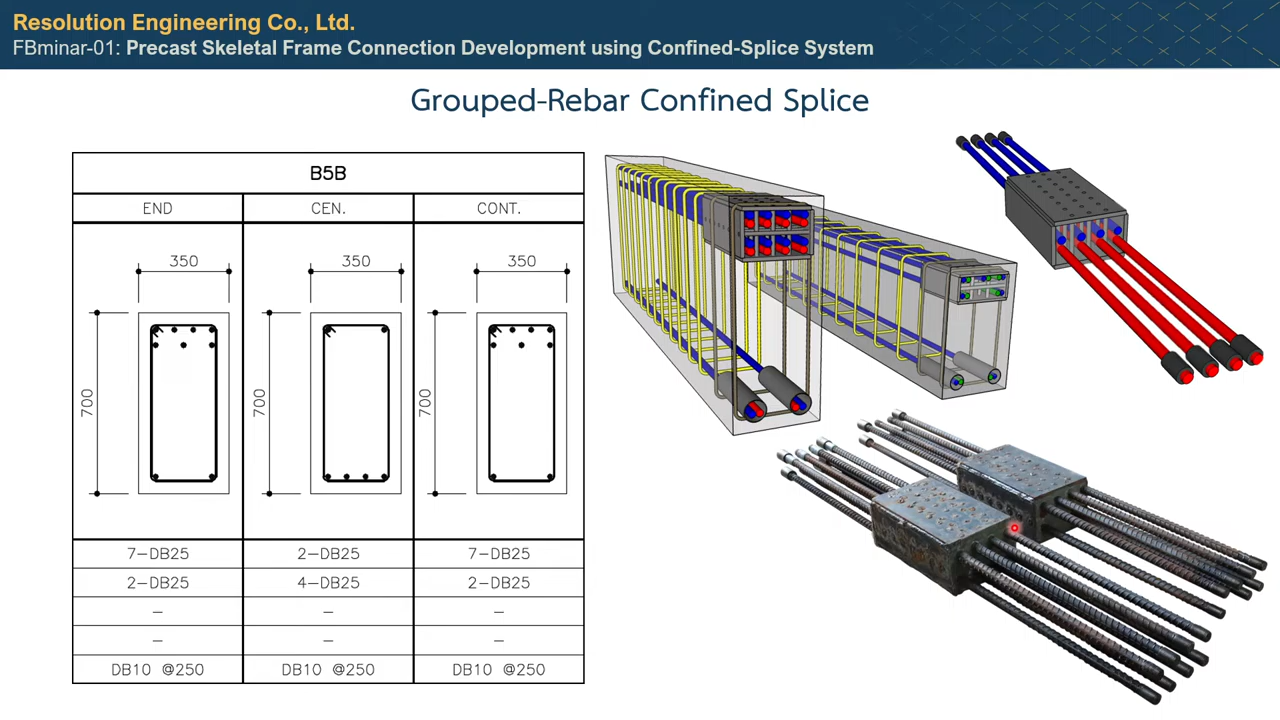 Resolution Engineering Co., Ltd.
FBminar-01: Precast Skeletal Frame Connection Development using Confined-Splice System
Grouped-Rebar Confined Splice
B5B
END CEN. CONT.
350 350 350
700 700 700
7-DB25 2-DB25 7-DB25
2-DB25 4-DB25 2-DB25
- - -
- - -
DB10 @250 DB10 @250 DB10 @250